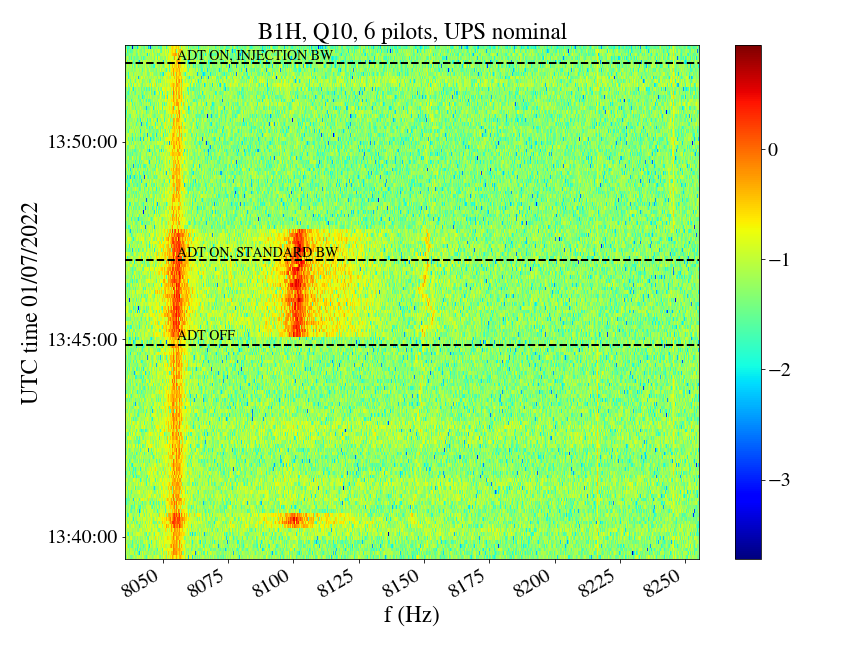 B1H, Q10, 6 pilots, UPS nominal
ADT ON, INJECTION BW
13:50:00
ADT ON, STANDARD BW
13:45:00
ADT OFF
13:40:00
UTC time 01/07/2022
8050 8075 8100 8125 8150 8175 8200 8225 8250
f (Hz)
0
−1
−2
−3